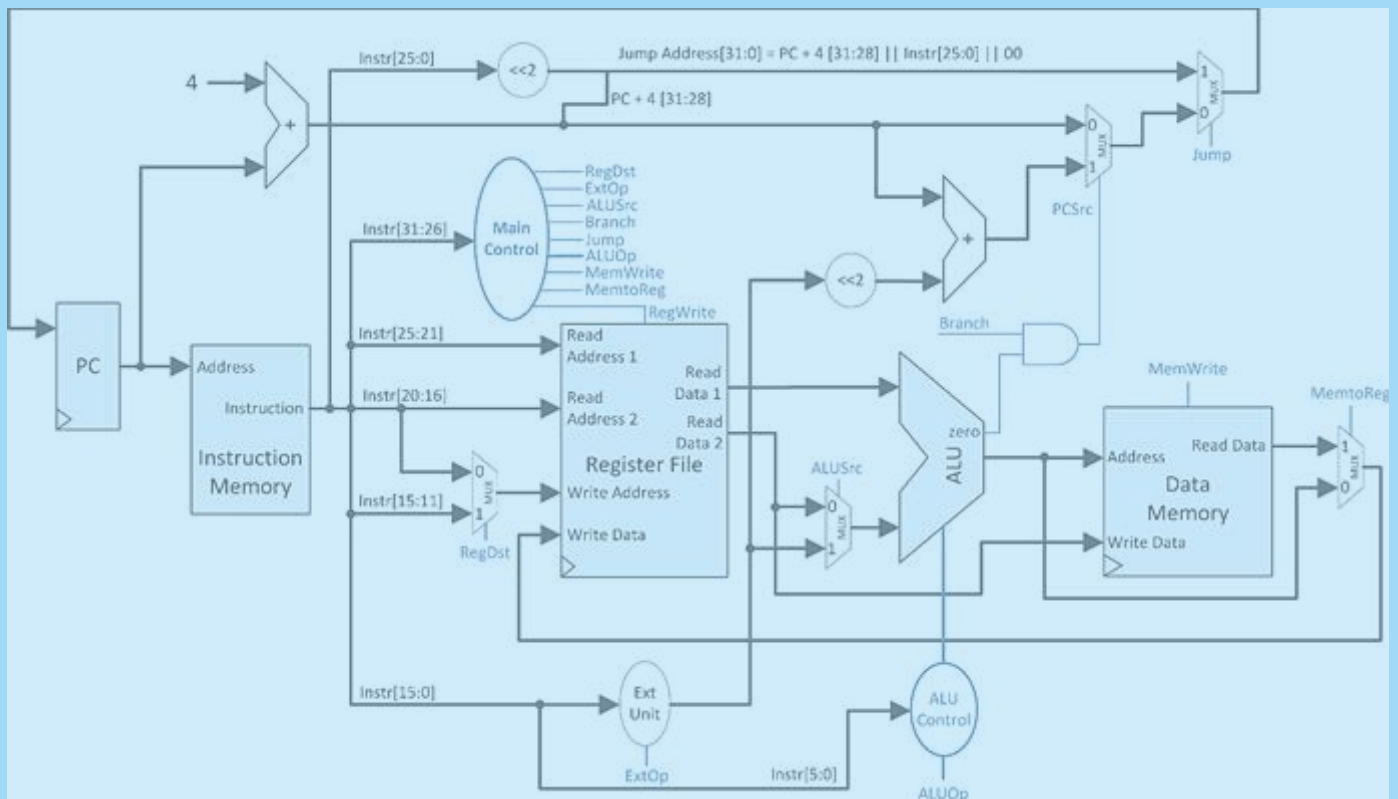 Instr[25:0]
<<2
Jump Address[31:0] = PC + 4 [31:28] || Instr[25:0] || 00
4
+
PC + 4 [31:28]
1
MUX
0
Jump
0
MUX
1
PCSrc
Instr[31:26]
Main
Control
RegDst
ExtOp
ALUSrc
Branch
Jump
ALUOp
MemWrite
MemtoReg
RegWrite
+
<<2
Branch
PC
Address
Instruction
Instruction
Memory
Instr[25:21]
Instr[20:16]
Instr[15:11]
0
MUX
1
RegDst
Read
Address 1
Read
Address 2
Register File
Write Address
Write Data
Read
Data 1
Read
Data 2
ALUSrc
0
MUX
1
zero
ALU
MemWrite
Address
Read Data
Data
Memory
Write Data
MemtoReg
1
MUX
0
Instr[15:0]
Ext
Unit
ExtOp
Instr[5:0]
ALU
Control
ALUOp